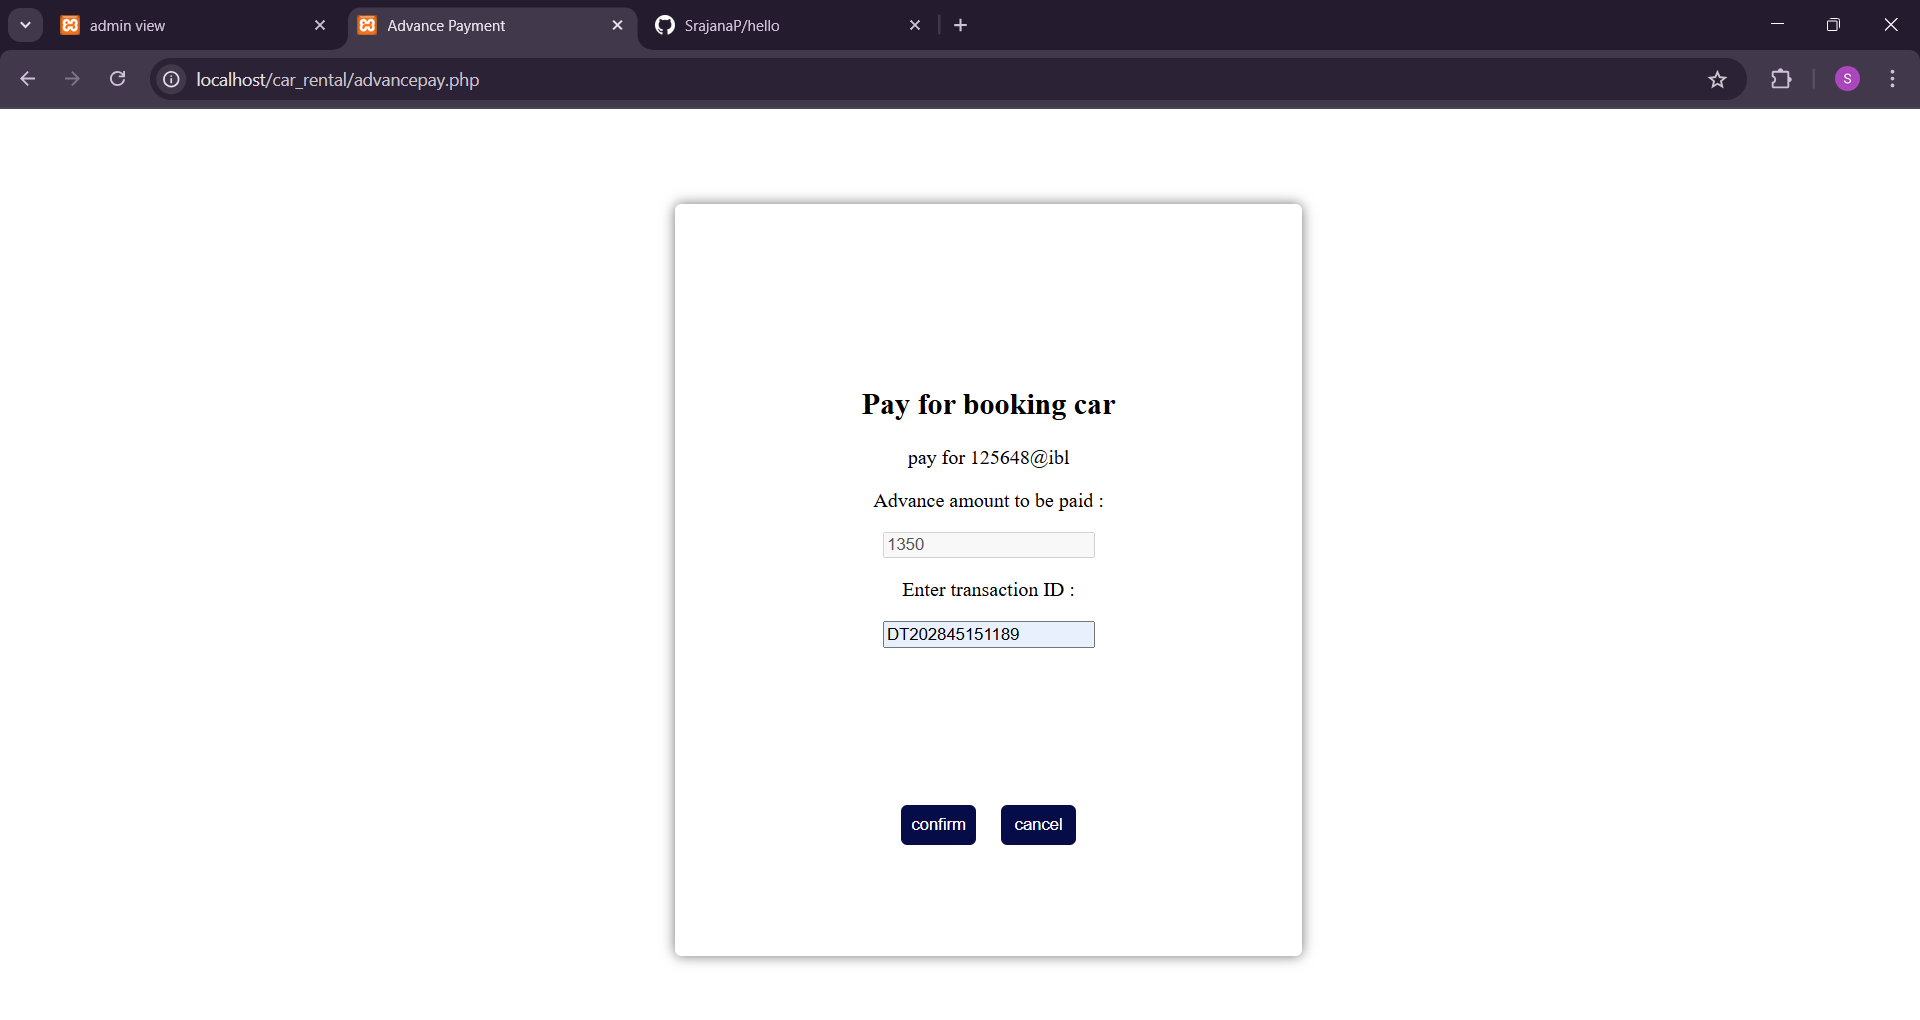 admin view
Advance Payment
SrajanaP/hello
localhost/car_rental/advancepay.php
S
Pay for booking car
pay for 125648@ibl
Advance amount to be paid :
1350
Enter transaction ID :
DT202845151189
confirm cancel